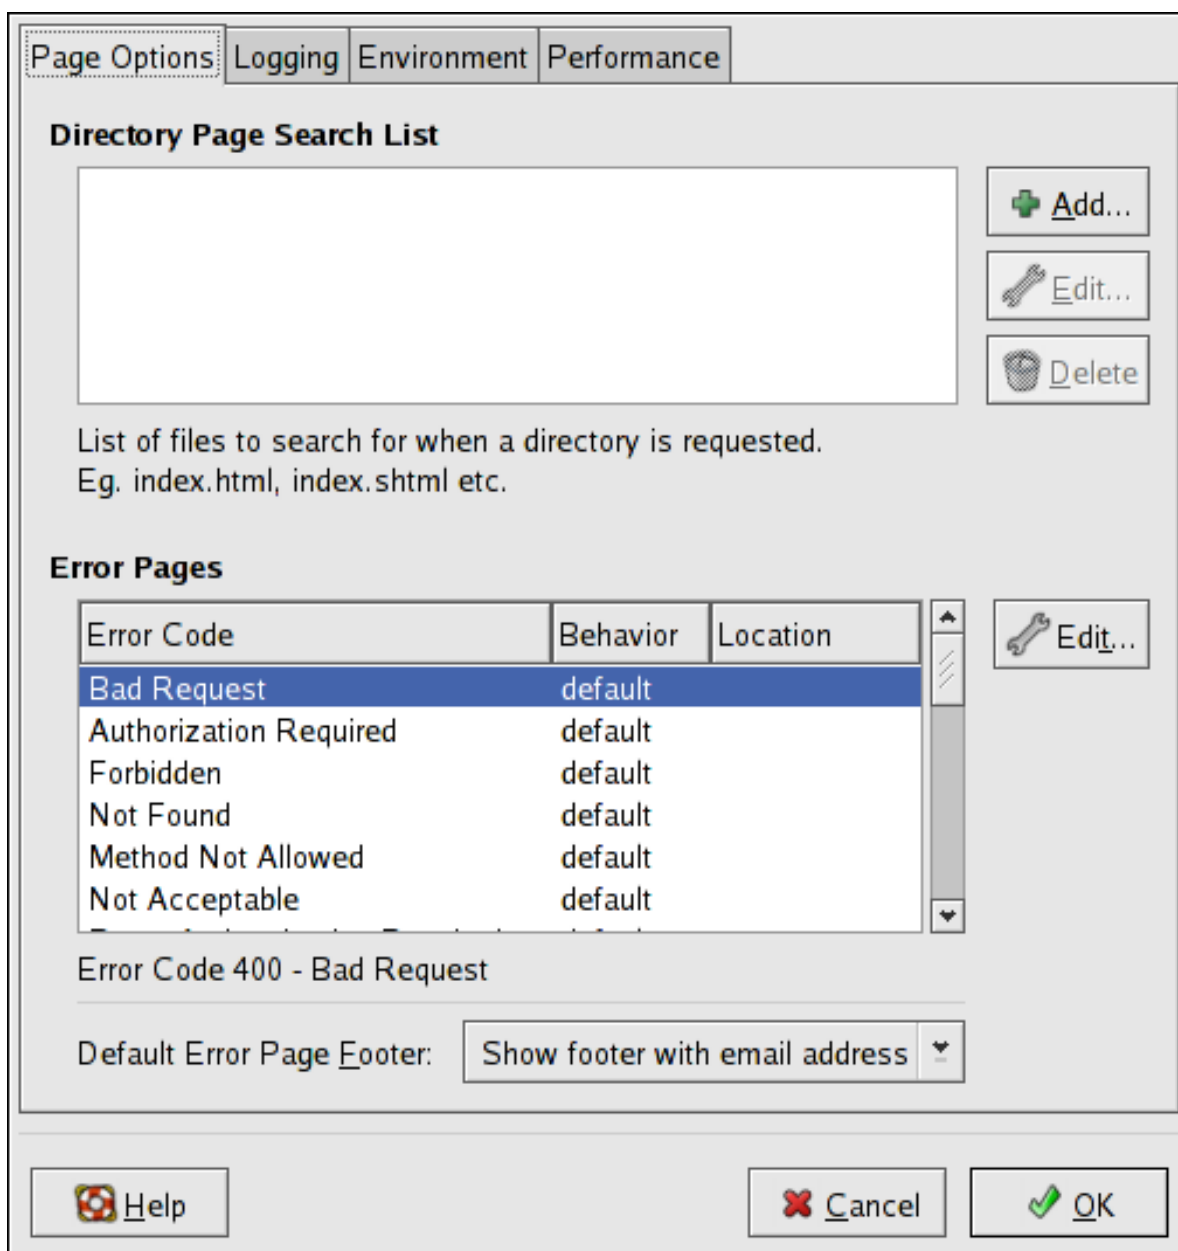 Page Options Logging Environment Performance
Directory Page Search List
Add...
Edit...
Delete
List of files to search for when a directory is requested.
Eg. index.html, index.shtml etc.
Error Pages
Error Code Behavior Location
Edit...
Bad Request default
Authorization Required default
Forbidden default
Not Found default
Method Not Allowed default
Not Acceptable default
Error Code 400 - Bad Request
Default Error Page Footer: Show footer with email address
Help Cancel OK